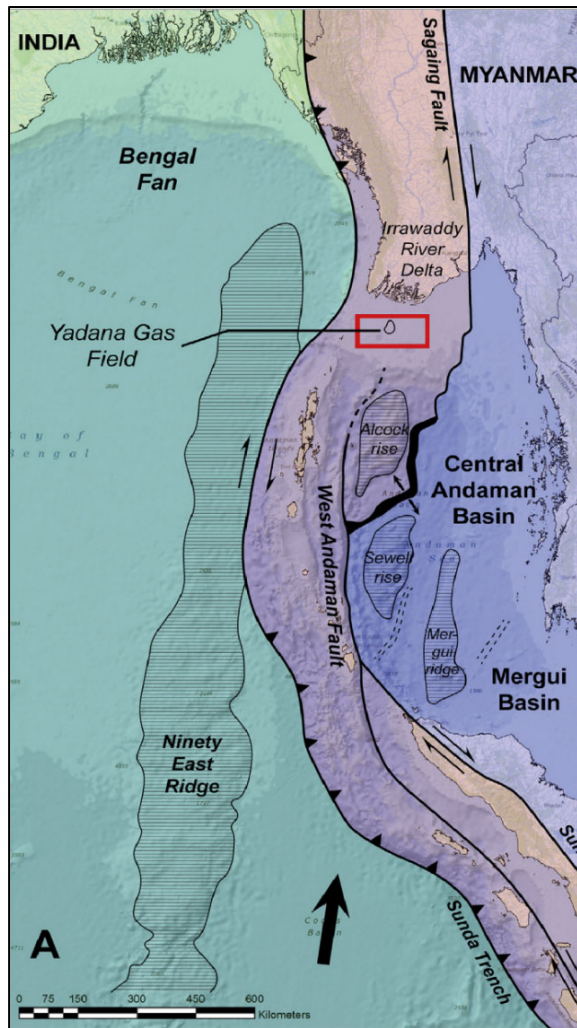 INDIA
Sagaing Fault
MYANMAR
Bengal
Fan
Irrawaddy
River
Delta
Bengal Fan
Yadana Gas
Field
Alcock
rise
Central
Andaman
Basin
West Andaman Fault
Sewell
rise
Mer-
gui
ridge
Mergui
Basin
Ninety
East
Ridge
Sunda Trench
A
0 75 150 300 450 600
Kilometers